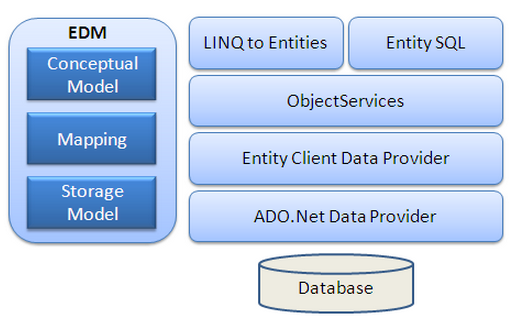 EDM
Conceptual
Model
Mapping
Storage
Model
LINQ to Entities
Entity SQL
ObjectServices
Entity Client Data Provider
ADO.Net Data Provider
Database